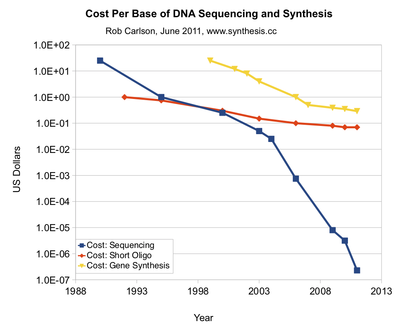 Cost Per Base of DNA Sequencing and Synthesis
Rob Carlson, June 2011, www.synthesis.cc
1.0E+02
1.0E+01
1.0E+00
1.0E-01
1.0E-02
1.0E-03
1.0E-04
1.0E-05
1.0E-06
1.0E-07
US Dollars
Cost: Sequencing
Cost: Short Oligo
Cost: Gene Synthesis
1988 1993 1998 2003 2008 2013
Year